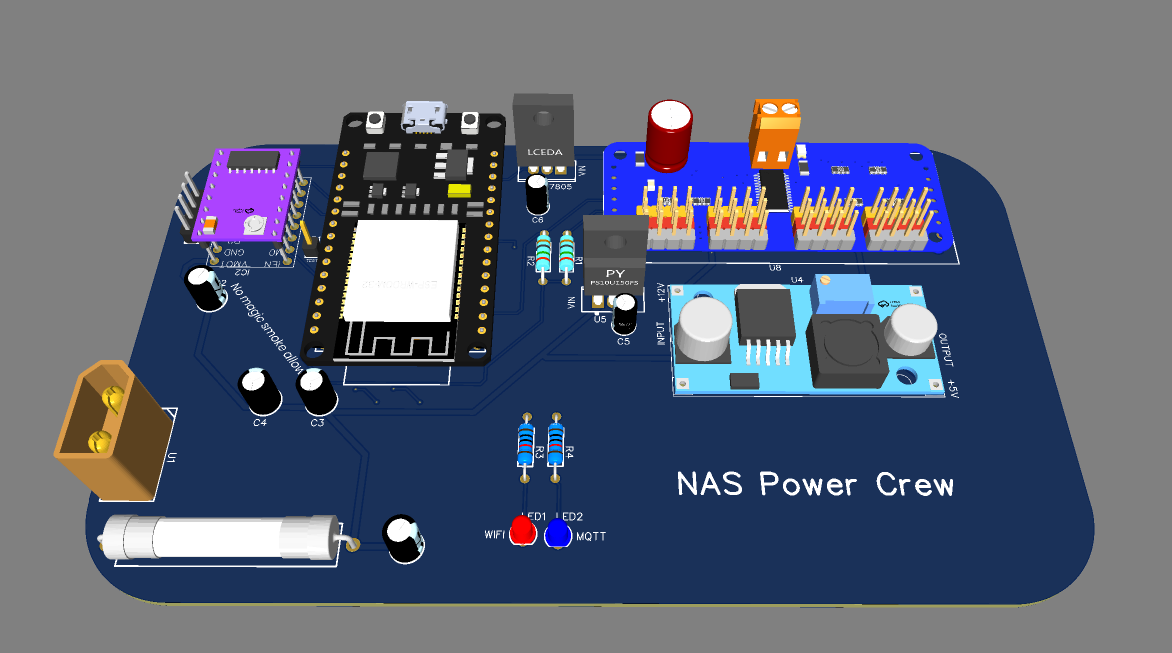 LCEDA
VIN
7805
C6
R2
R1
U8
GND
VMOT
EN
IC2
No magic smoke allow
PY
PS10U150FS
VIN
U5
C5
+12V
INPUT
U4
OUTPUT
+5V
C4
C3
U1
R3
R4
NAS Power Crew
LED1
LED2
WIFI
MQTT